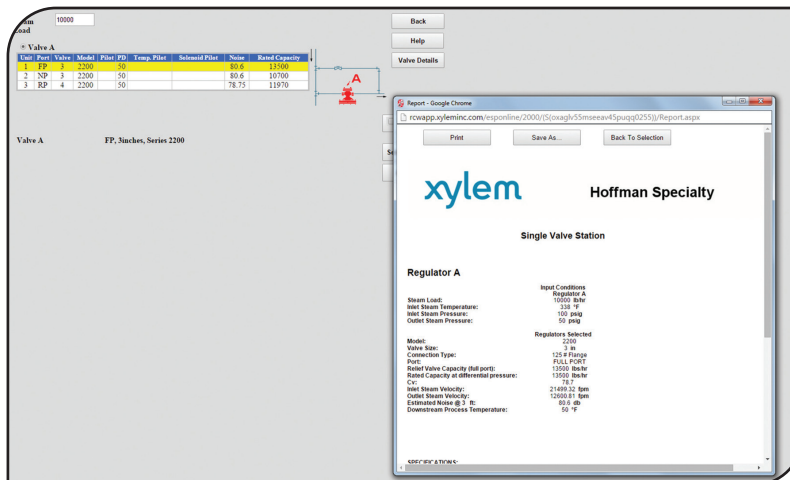 10000
Load
Valve A
Unit Port Valve Model Pilot PD Temp. Pilot Solenoid Pilot Noise Rated Capacity
1 FP 3 2200 50 80.6 13500
2 NP 3 2200 50 80.6 10700
3 RP 4 2200 50 78.75 11970
A
Back
Help
Valve Details
Valve A FP, 3inches, Series 2200
Report - Google Chrome
rcwapp.xyleminc.com/esponline/2000/(S(oxaglv55mseeav45puqq0255))/Report.aspx
Print Save As... Back To Selection
xylem Hoffman Specialty
Single Valve Station
Regulator A
Input Conditions
Regulator A
Steam Load: 10000 lb/hr
Inlet Steam Temperature: 338 °F
Inlet Steam Pressure: 100 psig
Outlet Steam Pressure: 50 psig
Regulators Selected
Model: 2200
Valve Size: 3 in
Connection Type: 125 # Flange
Port: FULL PORT
Relief Valve Capacity (full port): 13500 lbs/hr
Rated Capacity at differential pressure: 13500 lbs/hr
Cv: 78.7
Inlet Steam Velocity: 21499.32 fpm
Outlet Steam Velocity: 12600.81 fpm
Estimated Noise @ 3 ft: 80.6 db
Downstream Process Temperature: 50 °F
SPECIFICATIONS: